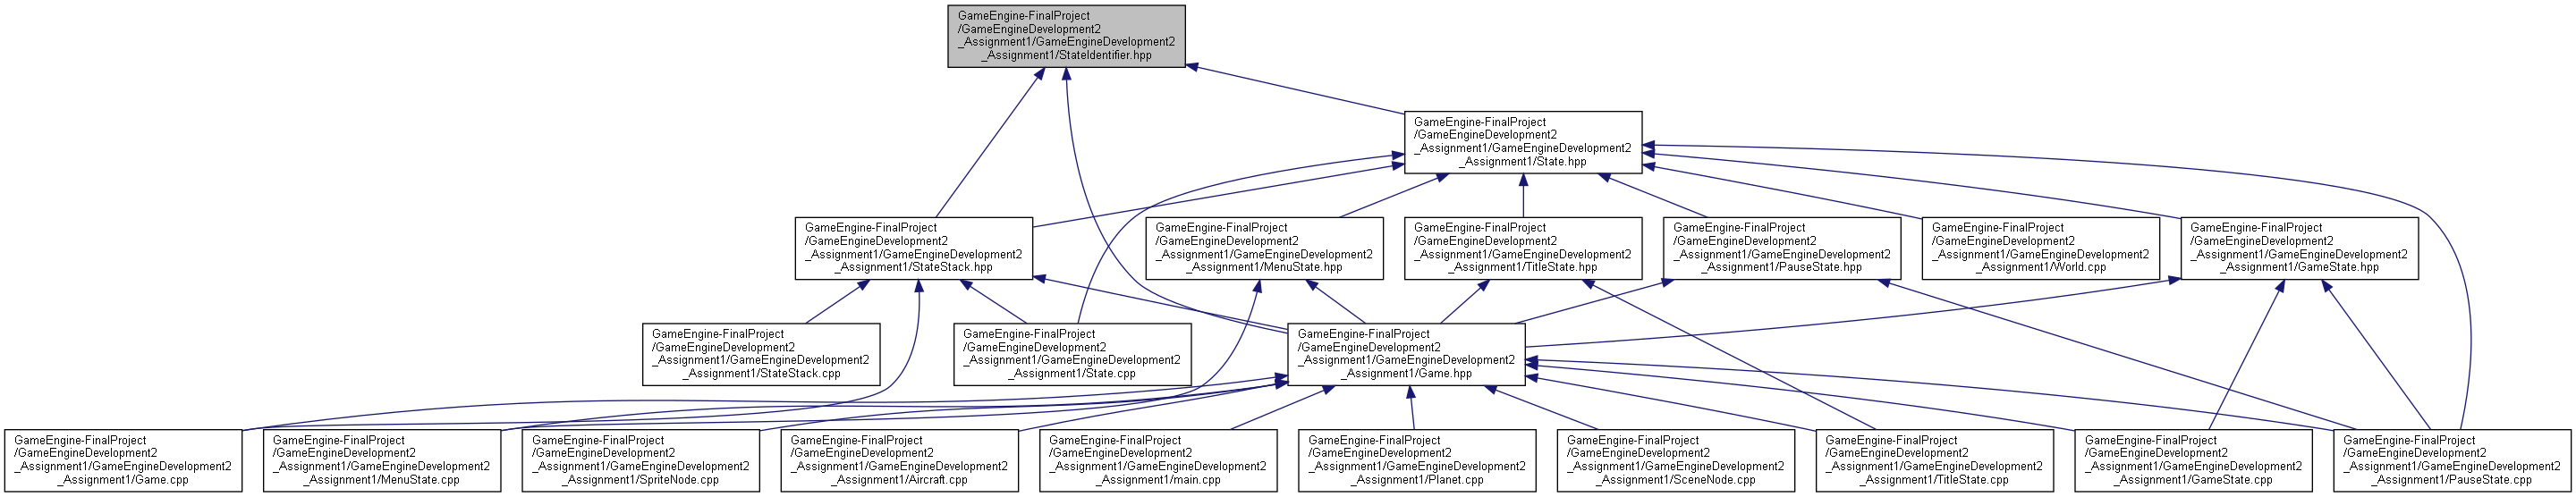 GameEngine-FinalProject
/GameEngineDevelopment2
_Assignment1/GameEngineDevelopment2
_Assignment1/StateIdentifier.hpp
GameEngine-FinalProject
/GameEngineDevelopment2
_Assignment1/GameEngineDevelopment2
_Assignment1/State.hpp
GameEngine-FinalProject
/GameEngineDevelopment2
_Assignment1/GameEngineDevelopment2
_Assignment1/StateStack.hpp
GameEngine-FinalProject
/GameEngineDevelopment2
_Assignment1/GameEngineDevelopment2
_Assignment1/MenuState.hpp
GameEngine-FinalProject
/GameEngineDevelopment2
_Assignment1/GameEngineDevelopment2
_Assignment1/TitleState.hpp
GameEngine-FinalProject
/GameEngineDevelopment2
_Assignment1/GameEngineDevelopment2
_Assignment1/PauseState.hpp
GameEngine-FinalProject
/GameEngineDevelopment2
_Assignment1/GameEngineDevelopment2
_Assignment1/World.cpp
GameEngine-FinalProject
/GameEngineDevelopment2
_Assignment1/GameEngineDevelopment2
_Assignment1/GameState.hpp
GameEngine-FinalProject
/GameEngineDevelopment2
_Assignment1/GameEngineDevelopment2
_Assignment1/StateStack.cpp
GameEngine-FinalProject
/GameEngineDevelopment2
_Assignment1/GameEngineDevelopment2
_Assignment1/State.cpp
GameEngine-FinalProject
/GameEngineDevelopment2
_Assignment1/GameEngineDevelopment2
_Assignment1/Game.hpp
GameEngine-FinalProject
/GameEngineDevelopment2
_Assignment1/GameEngineDevelopment2
_Assignment1/Game.cpp
GameEngine-FinalProject
/GameEngineDevelopment2
_Assignment1/GameEngineDevelopment2
_Assignment1/MenuState.cpp
GameEngine-FinalProject
/GameEngineDevelopment2
_Assignment1/GameEngineDevelopment2
_Assignment1/SpriteNode.cpp
GameEngine-FinalProject
/GameEngineDevelopment2
_Assignment1/GameEngineDevelopment2
_Assignment1/Aircraft.cpp
GameEngine-FinalProject
/GameEngineDevelopment2
_Assignment1/GameEngineDevelopment2
_Assignment1/main.cpp
GameEngine-FinalProject
/GameEngineDevelopment2
_Assignment1/GameEngineDevelopment2
_Assignment1/Planet.cpp
GameEngine-FinalProject
/GameEngineDevelopment2
_Assignment1/GameEngineDevelopment2
_Assignment1/SceneNode.cpp
GameEngine-FinalProject
/GameEngineDevelopment2
_Assignment1/GameEngineDevelopment2
_Assignment1/TitleState.cpp
GameEngine-FinalProject
/GameEngineDevelopment2
_Assignment1/GameEngineDevelopment2
_Assignment1/GameState.cpp
GameEngine-FinalProject
/GameEngineDevelopment2
_Assignment1/GameEngineDevelopment2
_Assignment1/PauseState.cpp